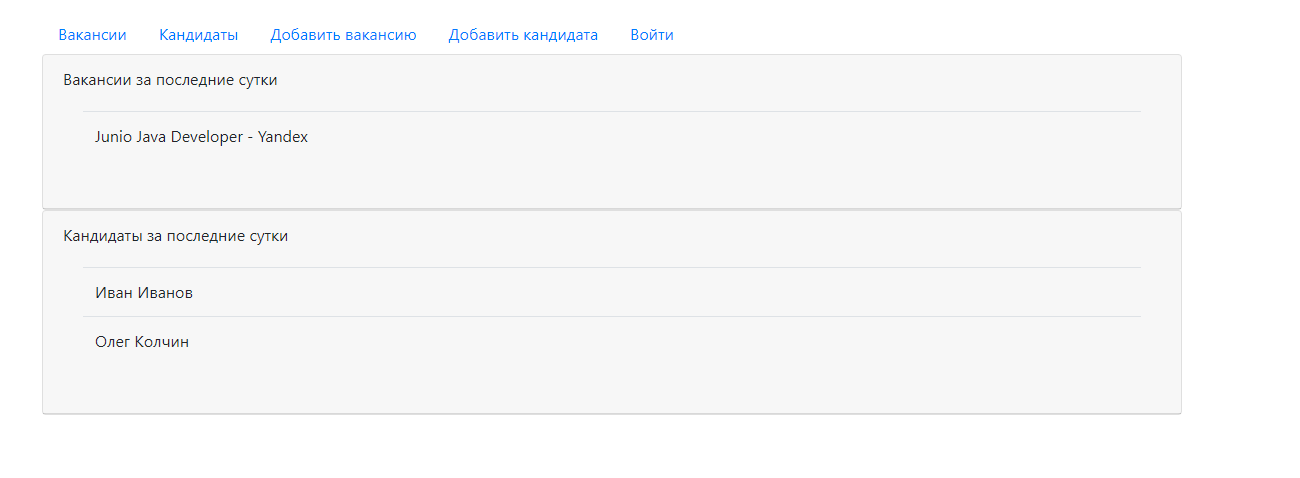 Вакансии Кандидаты Добавить вакансию Добавить кандидата Войти
Вакансии за последние сутки
Junio Java Developer - Yandex
Кандидаты за последние сутки
Иван Иванов
Олег Колчин